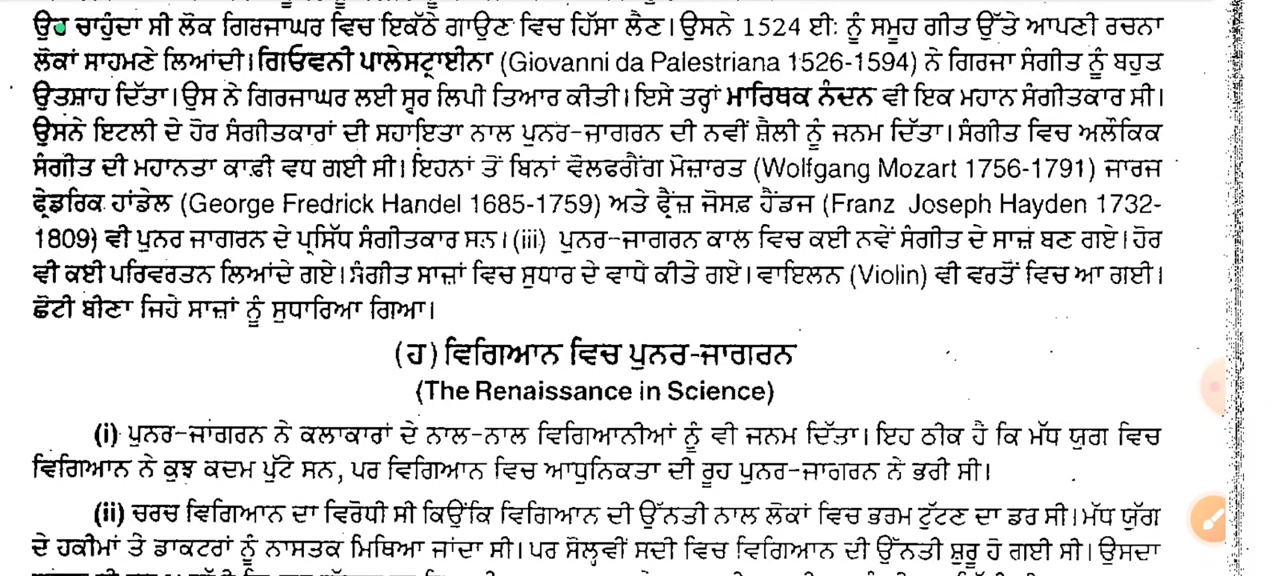 ਉਹ ਚਾਹੁੰਦਾ ਸੀ ਲੋਕ ਗਿਰਜਾਘਰ ਵਿਚ ਇਕੱਠੇ ਗਾਉਣ ਵਿਚ ਹਿੱਸਾ ਲੈਣ। ਉਸਨੇ 1524 ਈ: ਨੂੰ ਸਮੂਹ ਗੀਤ ਉੱਤੇ ਆਪਣੀ ਰਚਨਾ
ਲੋਕਾਂ ਸਾਹਮਣੇ ਲਿਆਂਦੀ। ਗਿਓਵਨੀ ਪਾਲੇਸਟ੍ਰਾਈਨਾ (Giovanni da Palestriana 1526-1594) ਨੇ ਗਿਰਜਾ ਸੰਗੀਤ ਨੂੰ ਬਹੁਤ
ਉਤਸ਼ਾਹ ਦਿੱਤਾ। ਉਸ ਨੇ ਗਿਰਜਾਘਰ ਲਈ ਸੁਰ ਲਿਪੀ ਤਿਆਰ ਕੀਤੀ। ਇਸੇ ਤਰ੍ਹਾਂ ਮਾਰਿਥਕ ਨੰਦਨ ਵੀ ਇਕ ਮਹਾਨ ਸੰਗੀਤਕਾਰ ਸੀ।
ਉਸਨੇ ਇਟਲੀ ਦੇ ਹੋਰ ਸੰਗੀਤਕਾਰਾਂ ਦੀ ਸਹਾਇਤਾ ਨਾਲ ਪੁਨਰ-ਜਾਗਰਨ ਦੀ ਨਵੀਂ ਸ਼ੈਲੀ ਨੂੰ ਜਨਮ ਦਿੱਤਾ। ਸੰਗੀਤ ਵਿਚ ਅਲੌਕਿਕ
ਸੰਗੀਤ ਦੀ ਮਹਾਨਤਾ ਕਾਫ਼ੀ ਵਧ ਗਈ ਸੀ। ਇਹਨਾਂ ਤੋਂ ਬਿਨਾਂ ਵੋਲਫਗੈਂਗ ਮੋਜ਼ਾਰਤ (Wolfgang Mozart 1756-1791) ਜਾਰਜ
ਫ੍ਰੇਡਰਿਕ ਹਾਂਡੇਲ (George Fredrick Handel 1685-1759) ਅਤੇ ਫ੍ਰੈਂਜ਼ ਜੋਸਫ਼ ਹੈਂਡਜ (Franz Joseph Hayden 1732-
1809) ਵੀ ਪੁਨਰ ਜਾਗਰਨ ਦੇ ਪ੍ਰਸਿੱਧ ਸੰਗੀਤਕਾਰ ਸਨ। (iii) ਪੁਨਰ-ਜਾਗਰਨ ਕਾਲ ਵਿਚ ਕਈ ਨਵੇਂ ਸੰਗੀਤ ਦੇ ਸਾਜ਼ ਬਣ ਗਏ। ਹੋਰ
ਵੀ ਕਈ ਪਰਿਵਰਤਨ ਲਿਆਂਦੇ ਗਏ। ਸੰਗੀਤ ਸਾਜ਼ਾਂ ਵਿਚ ਸੁਧਾਰ ਦੇ ਵਾਧੇ ਕੀਤੇ ਗਏ। ਵਾਇਲਨ (Violin) ਵੀ ਵਰਤੋਂ ਵਿਚ ਆ ਗਈ।
ਛੋਟੀ ਬੀਣਾ ਜਿਹੇ ਸਾਜ਼ਾਂ ਨੂੰ ਸੁਧਾਰਿਆ ਗਿਆ।
(ਹ) ਵਿਗਿਆਨ ਵਿਚ ਪੁਨਰ-ਜਾਗਰਨ
(The Renaissance in Science)
(i) ਪੁਨਰ-ਜਾਂਗਰਨ ਨੇ ਕਲਾਕਾਰਾਂ ਦੇ ਨਾਲ-ਨਾਲ ਵਿਗਿਆਨੀਆਂ ਨੂੰ ਵੀ ਜਨਮ ਦਿੱਤਾ। ਇਹ ਠੀਕ ਹੈ ਕਿ ਮੱਧ ਯੁਗ ਵਿਚ
ਵਿਗਿਆਨ ਨੇ ਕੁਝ ਕਦਮ ਪੁੱਟੇ ਸਨ, ਪਰ ਵਿਗਿਆਨ ਵਿਚ ਆਧੁਨਿਕਤਾ ਦੀ ਰੂਹ ਪੁਨਰ-ਜਾਗਰਨ ਨੇ ਭਰੀ ਸੀ।
(ii) ਚਰਚ ਵਿਗਿਆਨ ਦਾ ਵਿਰੋਧੀ ਸੀ ਕਿਉਂਕਿ ਵਿਗਿਆਨ ਦੀ ਉੱਨਤੀ ਨਾਲ ਲੋਕਾਂ ਵਿਚ ਭਰਮ ਟੁੱਟਣ ਦਾ ਡਰ ਸੀ। ਮੱਧ ਯੁੱਗ
ਦੇ ਹਕੀਮਾਂ ਤੇ ਡਾਕਟਰਾਂ ਨੂੰ ਨਾਸਤਕ ਮਿਥਿਆ ਜਾਂਦਾ ਸੀ। ਪਰ ਸੋਲ੍ਹਵੀਂ ਸਦੀ ਵਿਚ ਵਿਗਿਆਨ ਦੀ ਉੱਨਤੀ ਸ਼ੁਰੂ ਹੋ ਗਈ ਸੀ। ਉਸਦਾ